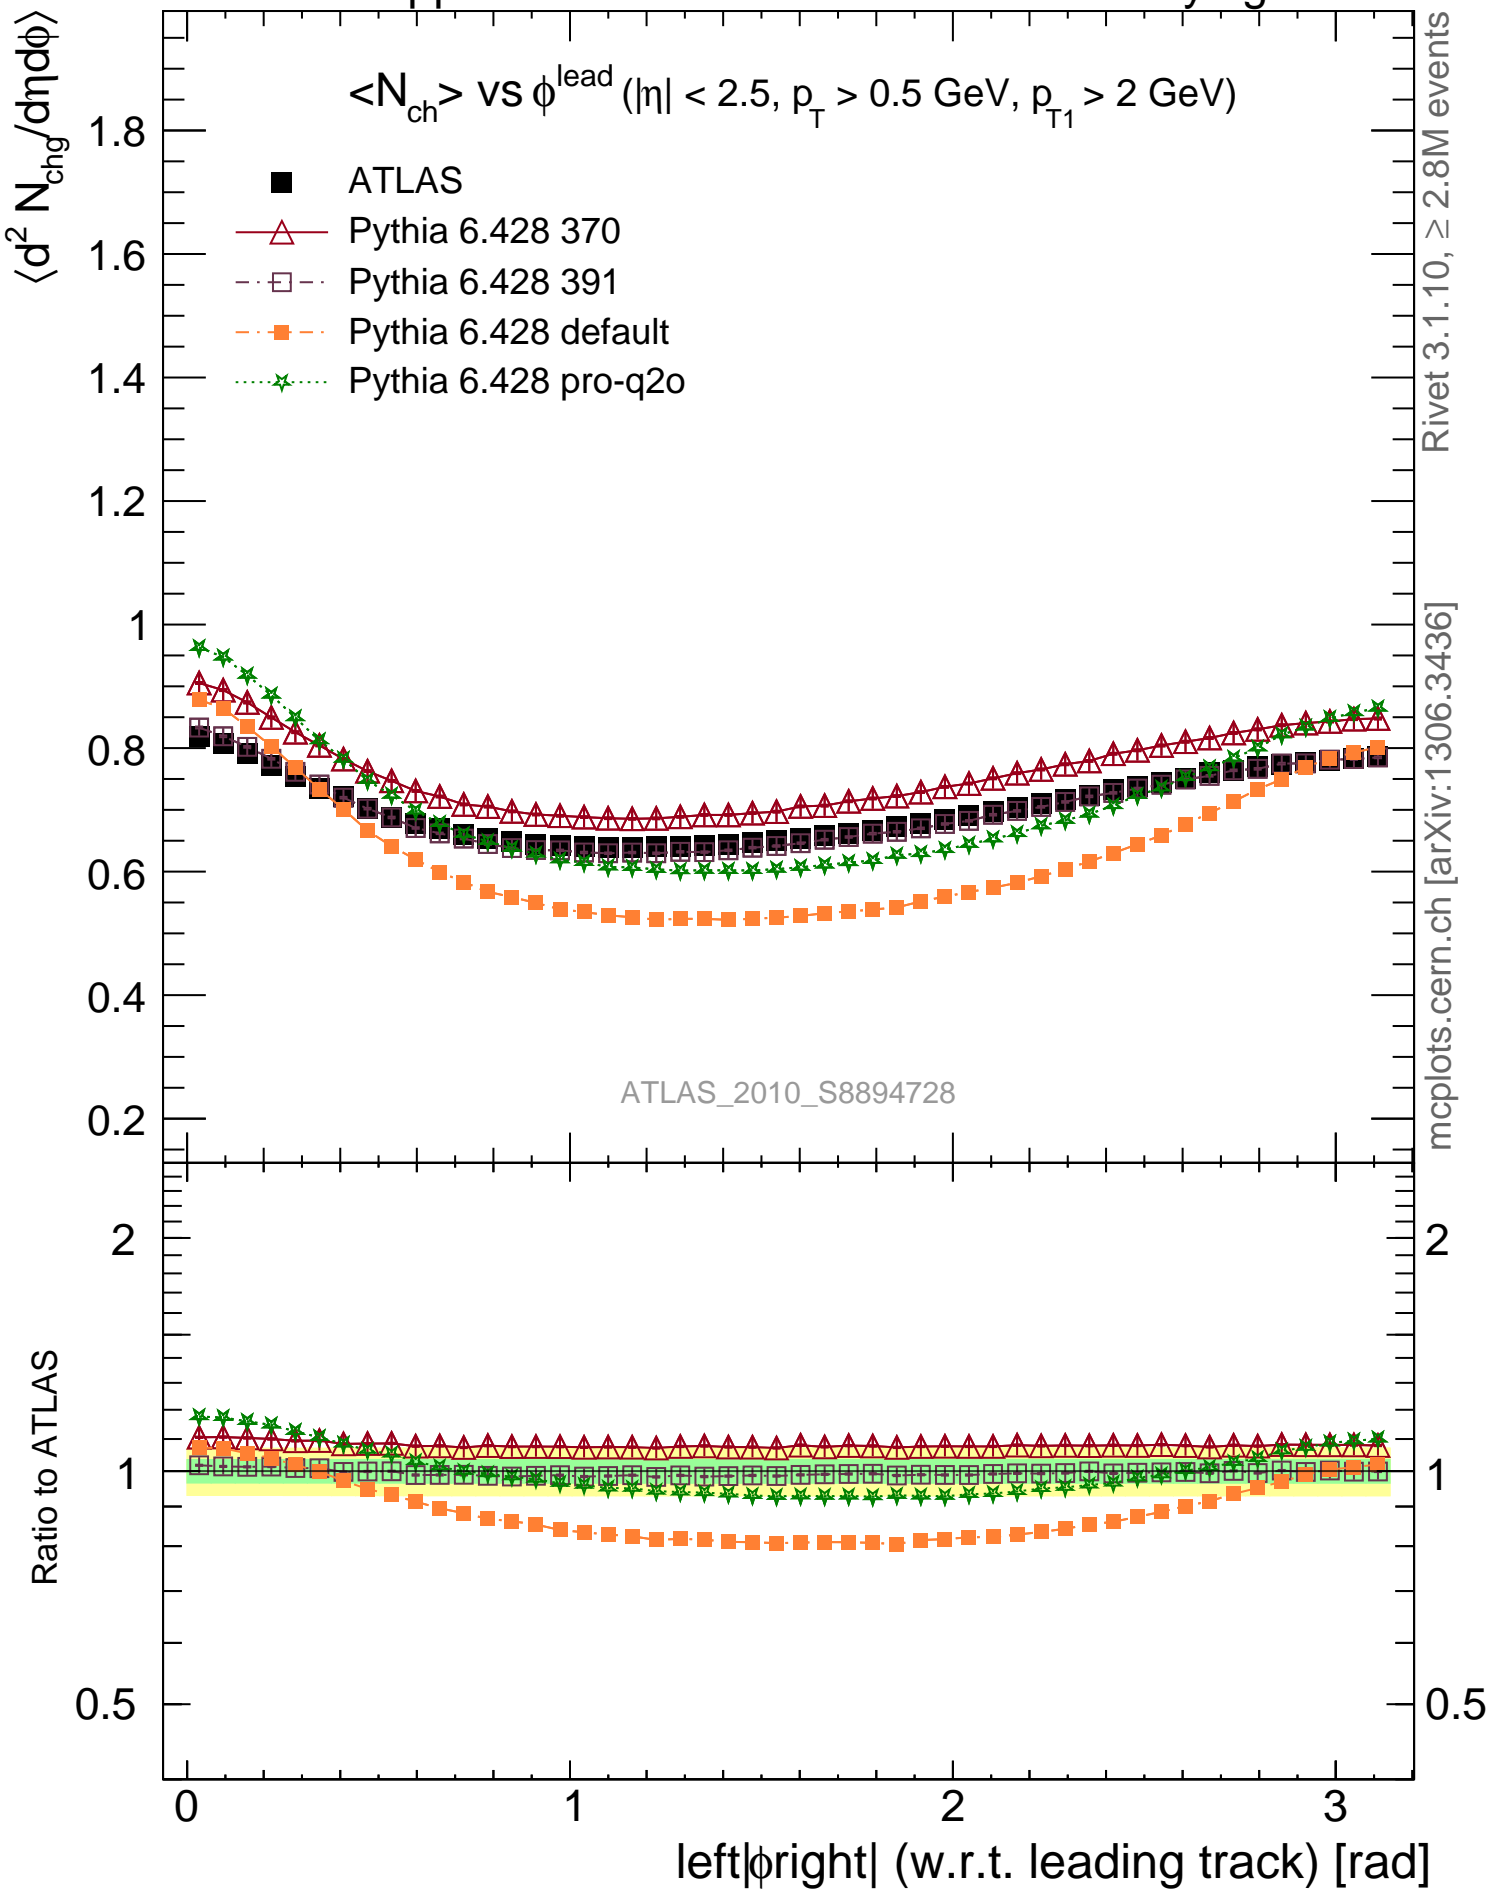 <N_ch> vs ϕ^lead (|η| < 2.5, p_T > 0.5 GeV, p_T1 > 2 GeV)
⟨d² N_chg/dηdϕ⟩
ATLAS
Pythia 6.428 370
Pythia 6.428 391
Pythia 6.428 default
Pythia 6.428 pro-q2o
1.8
1.6
1.4
1.2
1
0.8
0.6
0.4
0.2
ATLAS_2010_S8894728
Rivet 3.1.10, ≥ 2.8M events
mcplots.cern.ch [arXiv:1306.3436]
Ratio to ATLAS
2
1
0.5
2
1
0.5
0 1 2 3
left|ϕright| (w.r.t. leading track) [rad]